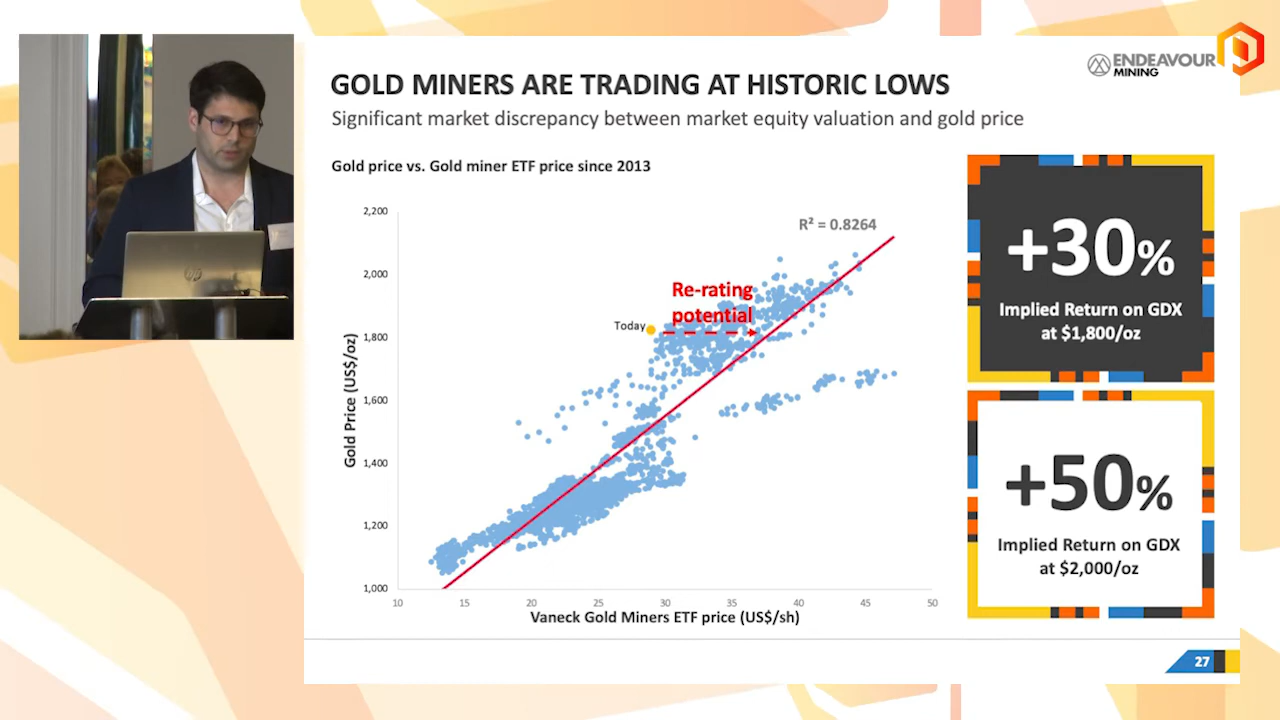 ENDEAVOUR
MINING
GOLD MINERS ARE TRADING AT HISTORIC LOWS
Significant market discrepancy between market equity valuation and gold price
Gold price vs. Gold miner ETF price since 2013
2,200
2,000
1,800
1,600
1,400
1,200
1,000
Gold Price (US$/oz)
R² = 0.8264
Re-rating
potential
Today
10 15 20 25 30 35 40 45 50
Vaneck Gold Miners ETF price (US$/sh)
+30%
Implied Return on GDX
at $1,800/oz
+50%
Implied Return on GDX
at $2,000/oz
27
hp